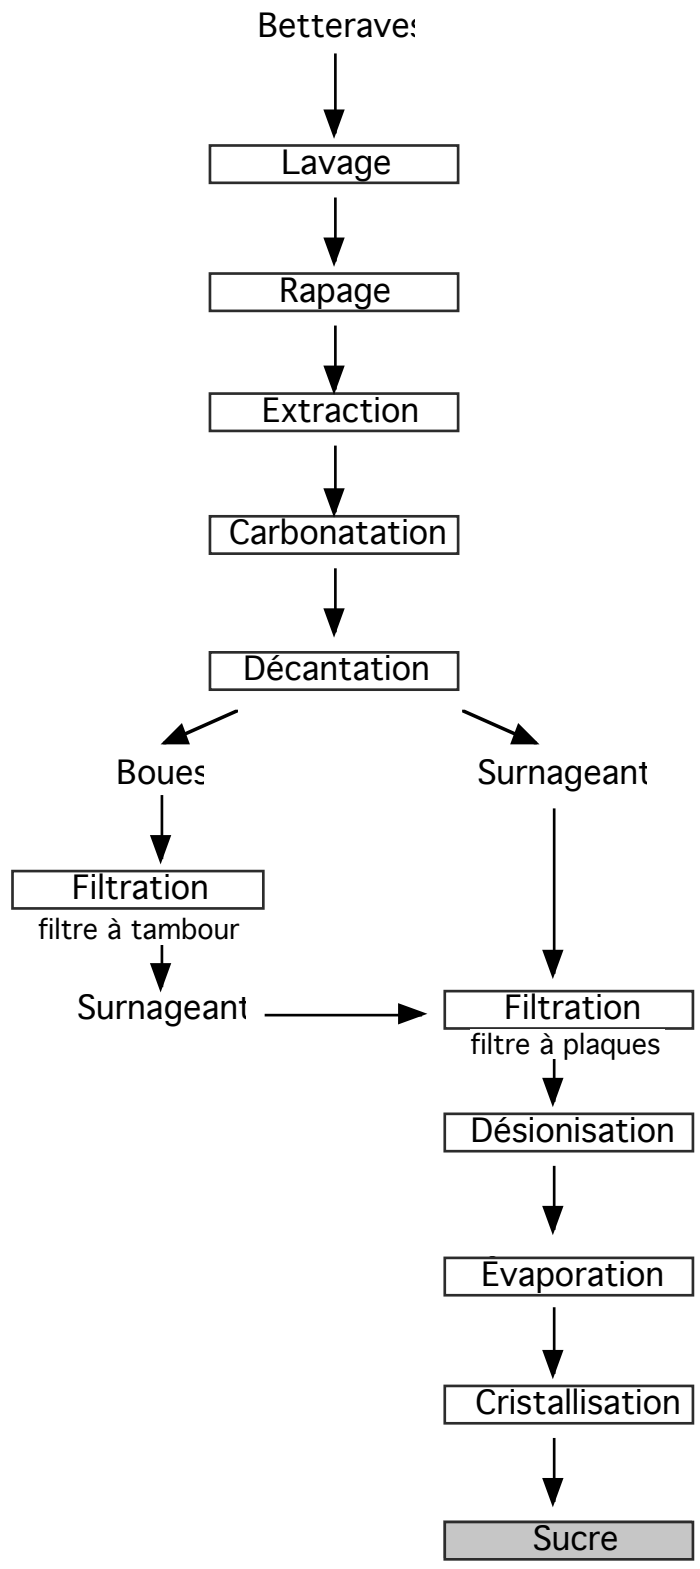 Betteraves
Lavage
Rapage
Extraction
Carbonatation
Décantation
Boues
Surnageant
Filtration
filtre à tambour
Surnageant
Filtration
filtre à plaques
Désionisation
Évaporation
Cristallisation
Sucre